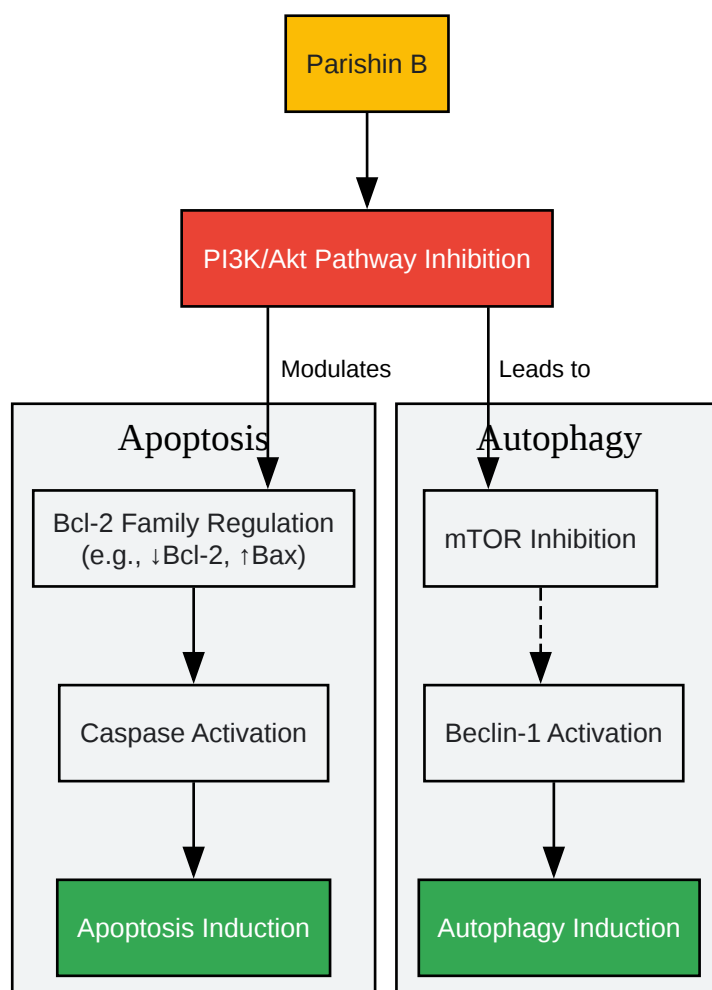 Parishin B
PI3K/Akt Pathway Inhibition
Modulates
Leads to
Apoptosis
Bcl-2 Family Regulation
(e.g., ↓Bcl-2, ↑Bax)
Caspase Activation
Apoptosis Induction
Autophagy
mTOR Inhibition
Beclin-1 Activation
Autophagy Induction